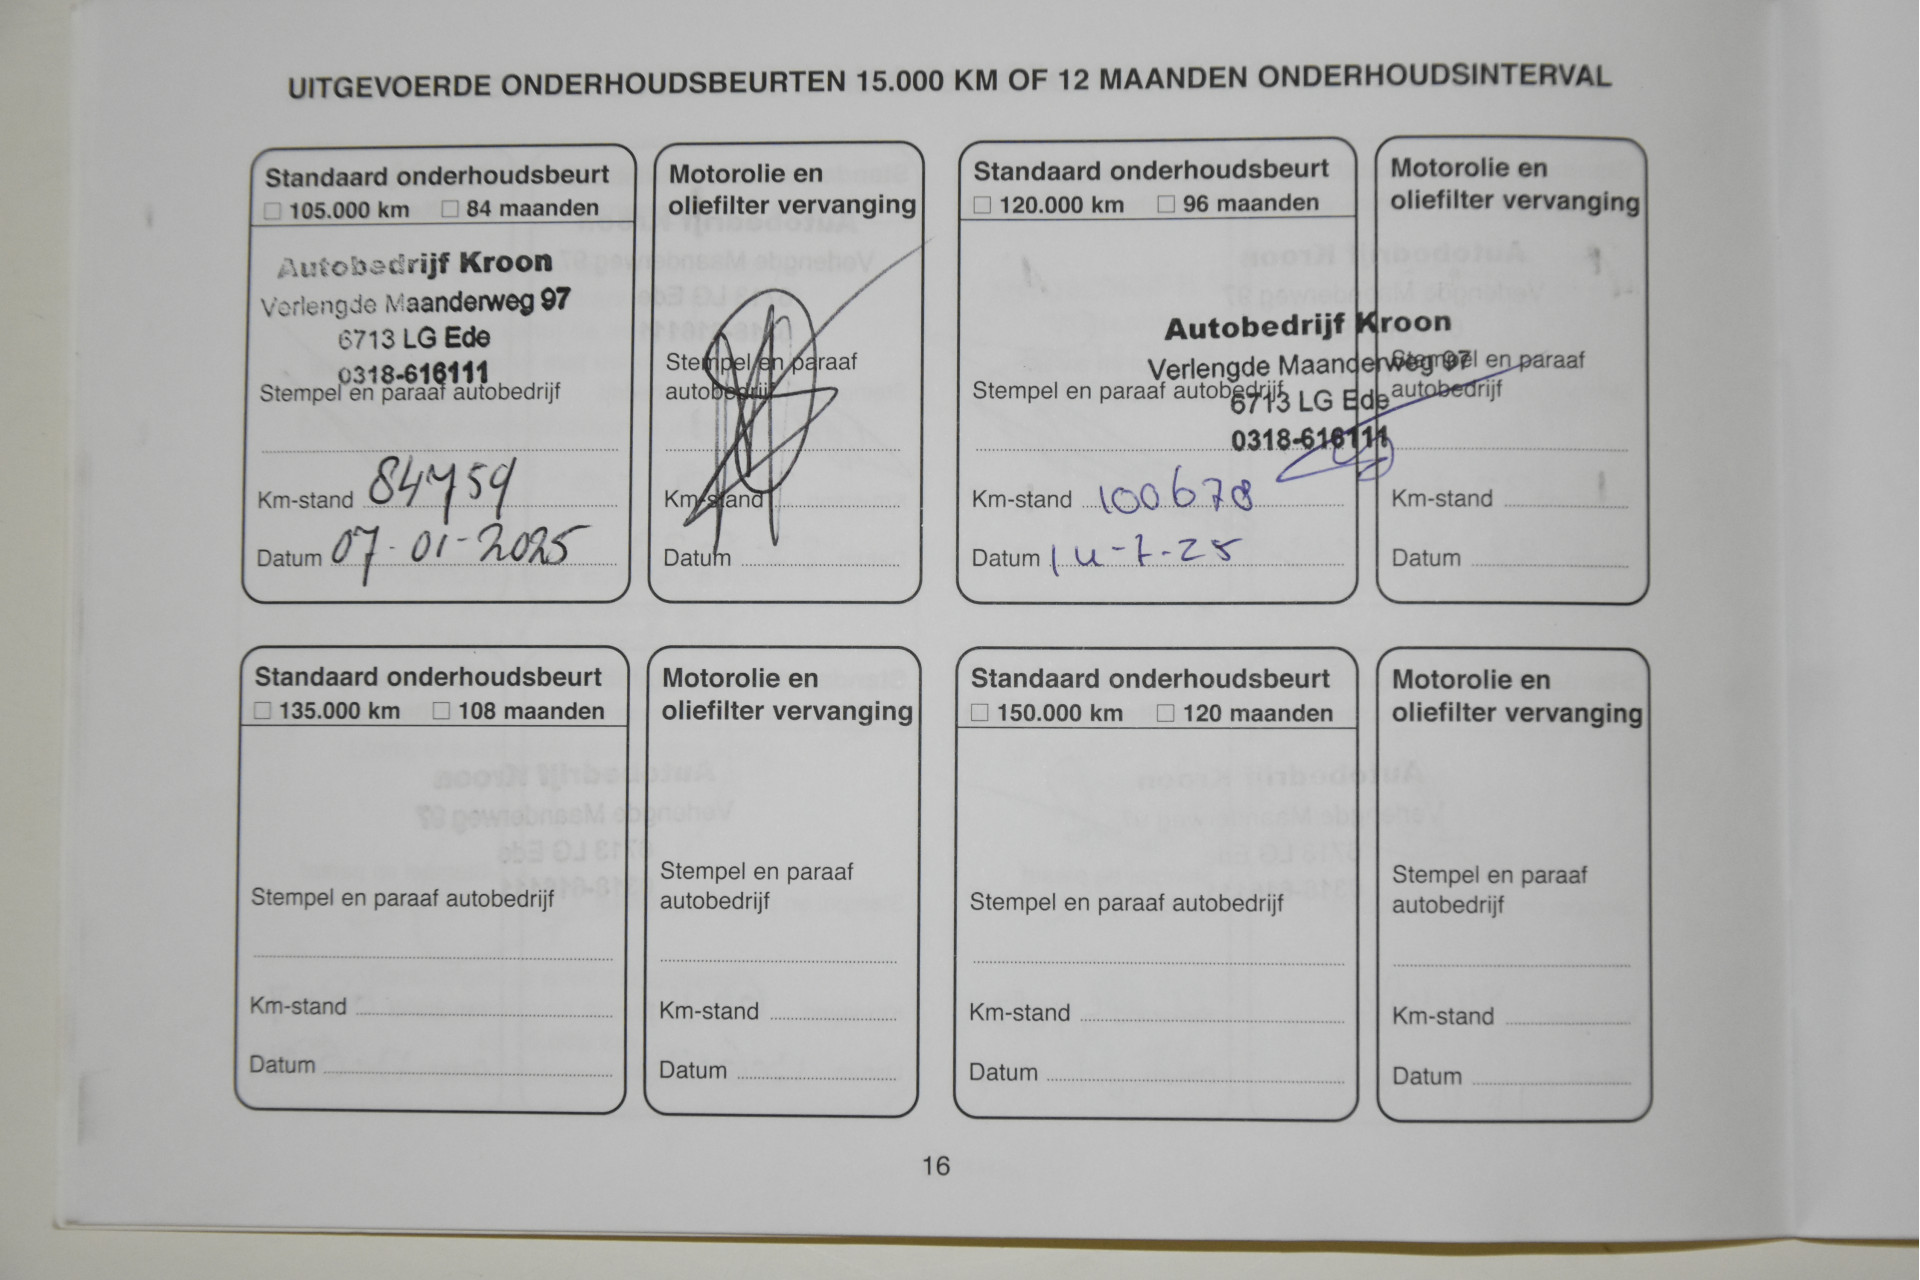 UITGEVOERDE ONDERHOUDSBEURTEN 15.000 KM OF 12 MAANDEN ONDERHOUDSINTERVAL
Standaard onderhoudsbeurt
105.000 km 84 maanden
Autobedrijf Kroon
Verlengde Maanderweg 97
6713 LG Ede
0318-616111
Stempel en paraaf autobedrijf
Km-stand 84759
Datum 07-01-2025
Motorolie en
oliefilter vervanging
Stempel en paraaf
autobedrijf
Km-stand
Datum
Standaard onderhoudsbeurt
120.000 km 96 maanden
Autobedrijf Kroon
Verlengde Maanderweg 97
Stempel en paraaf autobedrijf
6713 LG Ede
0318-616111
Km-stand 100678
Datum 14-7-25
Motorolie en
oliefilter vervanging
Stempel en paraaf
autobedrijf
Km-stand
Datum
Standaard onderhoudsbeurt
135.000 km 108 maanden
Stempel en paraaf autobedrijf
Km-stand
Datum
Motorolie en
oliefilter vervanging
Stempel en paraaf
autobedrijf
Km-stand
Datum
Standaard onderhoudsbeurt
150.000 km 120 maanden
Stempel en paraaf autobedrijf
Km-stand
Datum
Motorolie en
oliefilter vervanging
Stempel en paraaf
autobedrijf
Km-stand
Datum
16